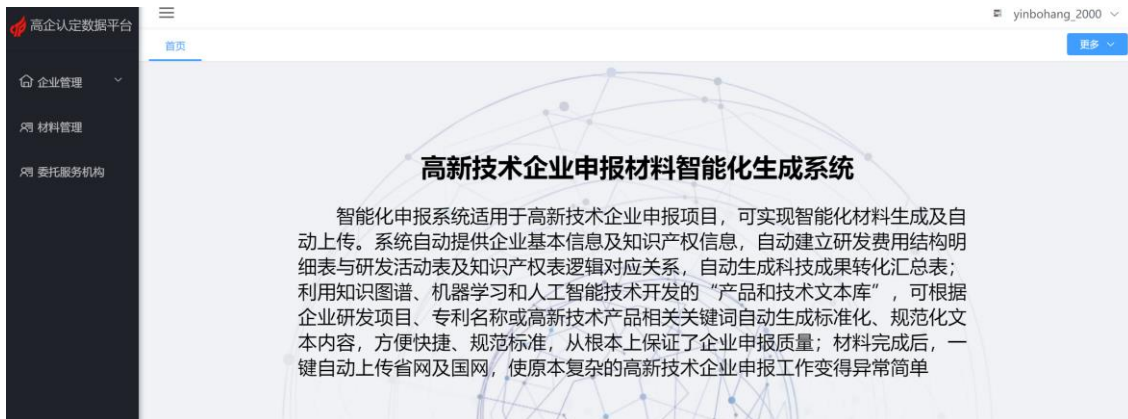 高企认定数据平台
yinbohang_2000
首页
更多
企业管理
材料管理
委托服务机构
高新技术企业申报材料智能化生成系统
智能化申报系统适用于高新技术企业申报项目，可实现智能化材料生成及自
动上传。系统自动提供企业基本信息及知识产权信息，自动建立研发费用结构明
细表与研发活动表及知识产权表逻辑对应关系，自动生成科技成果转化汇总表；
利用知识图谱、机器学习和人工智能技术开发的“产品和技术文本库”，可根据
企业研发项目、专利名称或高新技术产品相关关键词自动生成标准化、规范化文
本内容，方便快捷、规范标准，从根本上保证了企业申报质量；材料完成后，一
键自动上传省网及国网，使原本复杂的高新技术企业申报工作变得异常简单